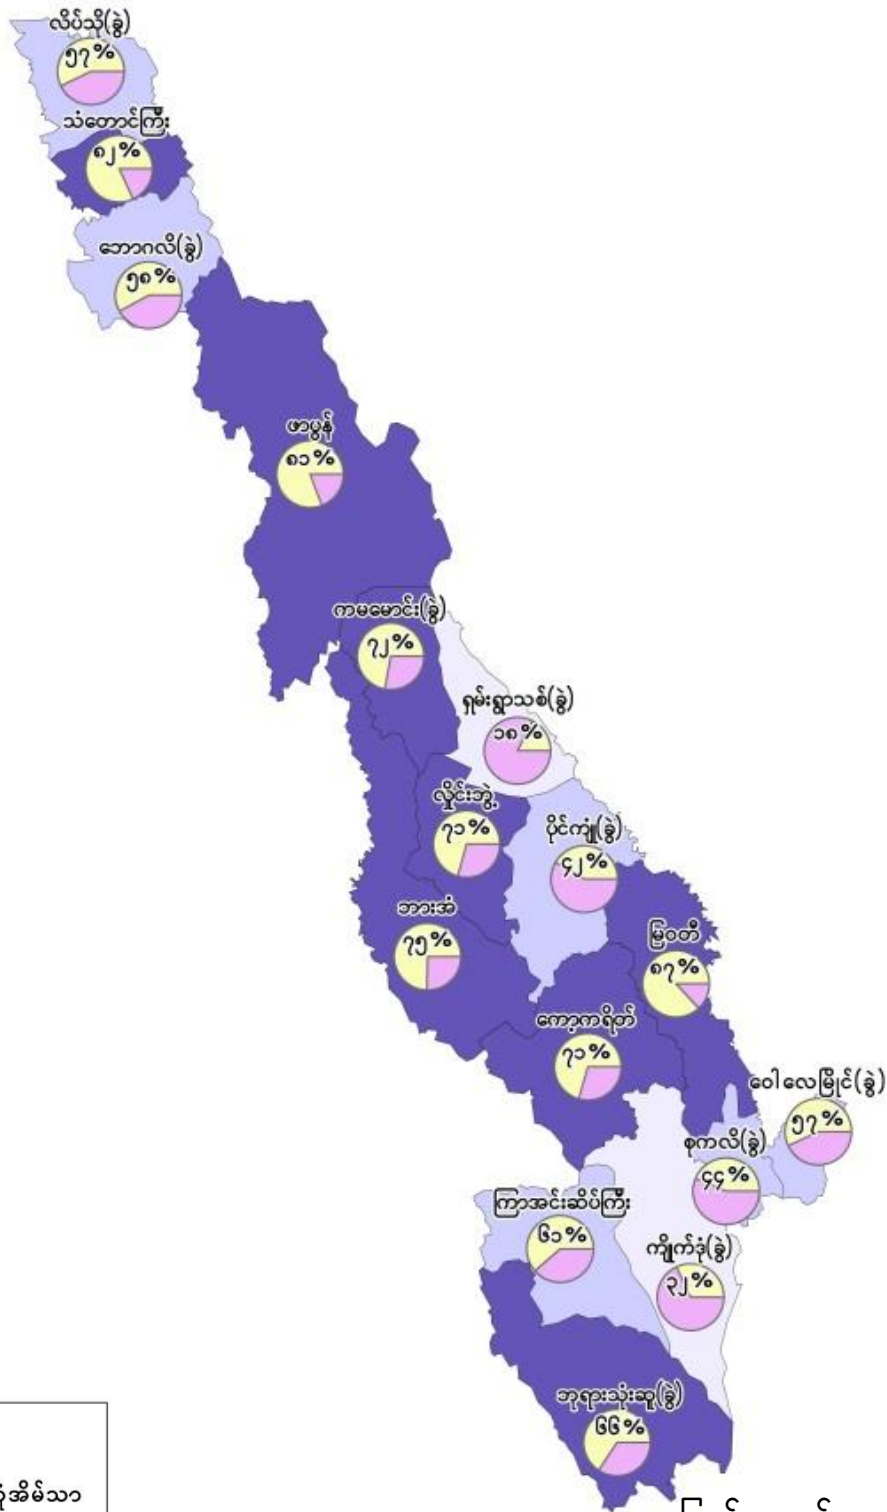 လိပ်သို(ခွဲ)
၅၇%
သံတောင်ကြီး
၈၂%
ဘောဂလိ(ခွဲ)
၅၈%
ဖာပွန်
၈၁%
ကမမောင်း(ခွဲ)
၇၂%
ရှမ်းရွာသစ်(ခွဲ)
၁၈%
လှိုင်းဘွဲ့
၇၁%
ပိုင်ကျုံ(ခွဲ)
၄၂%
ဘားအံ
၇၅%
မြဝတီ
၈၇%
ကော့ကရိတ်
၇၁%
ဝေါလေမြိုင်(ခွဲ)
၅၇%
စုကလိ(ခွဲ)
၄၄%
ကြာအင်းဆိပ်ကြီး
၆၁%
ကျိုက်ဒုံ(ခွဲ)
၃၂%
ဘုရားသုံးဆူ(ခွဲ)
၆၆%
အိမ်သာ